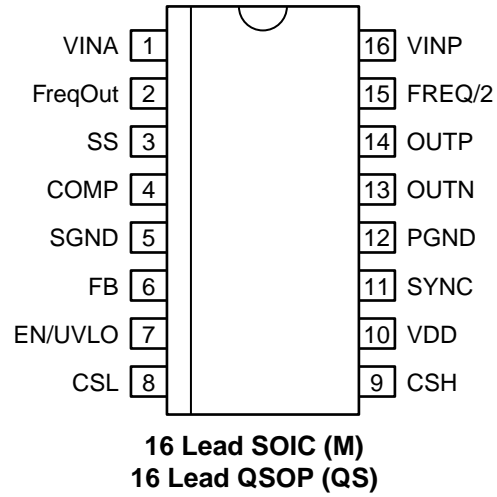 VINA 1 16 VINP
FreqOut 2 15 FREQ/2
SS 3 14 OUTP
COMP 4 13 OUTN
SGND 5 12 PGND
FB 6 11 SYNC
EN/UVLO 7 10 VDD
CSL 8 9 CSH
16 Lead SOIC (M)
16 Lead QSOP (QS)